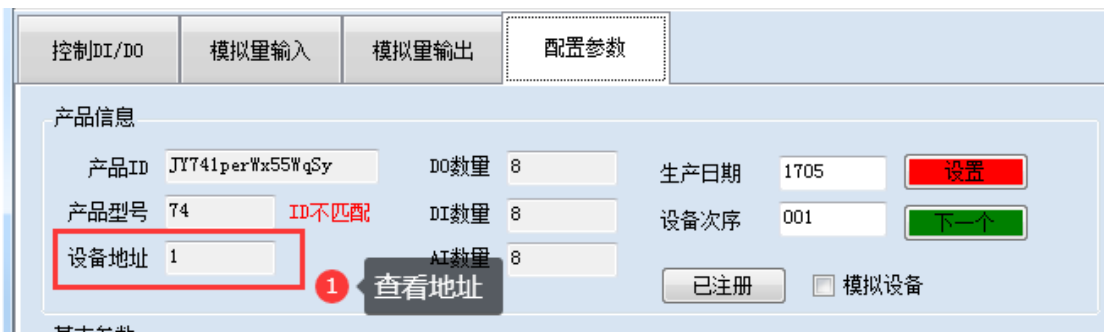 控制DI/DO 模拟里输入 模拟里输出 配置参数
产品信息
产品ID JY741perWx55WqSy DO数量 8 生产日期 1705 设置
产品型号 74 ID不匹配 DI数量 8 设备次序 001 下一个
设备地址 1 AI数量 8
1 查看地址 已注册 模拟设备